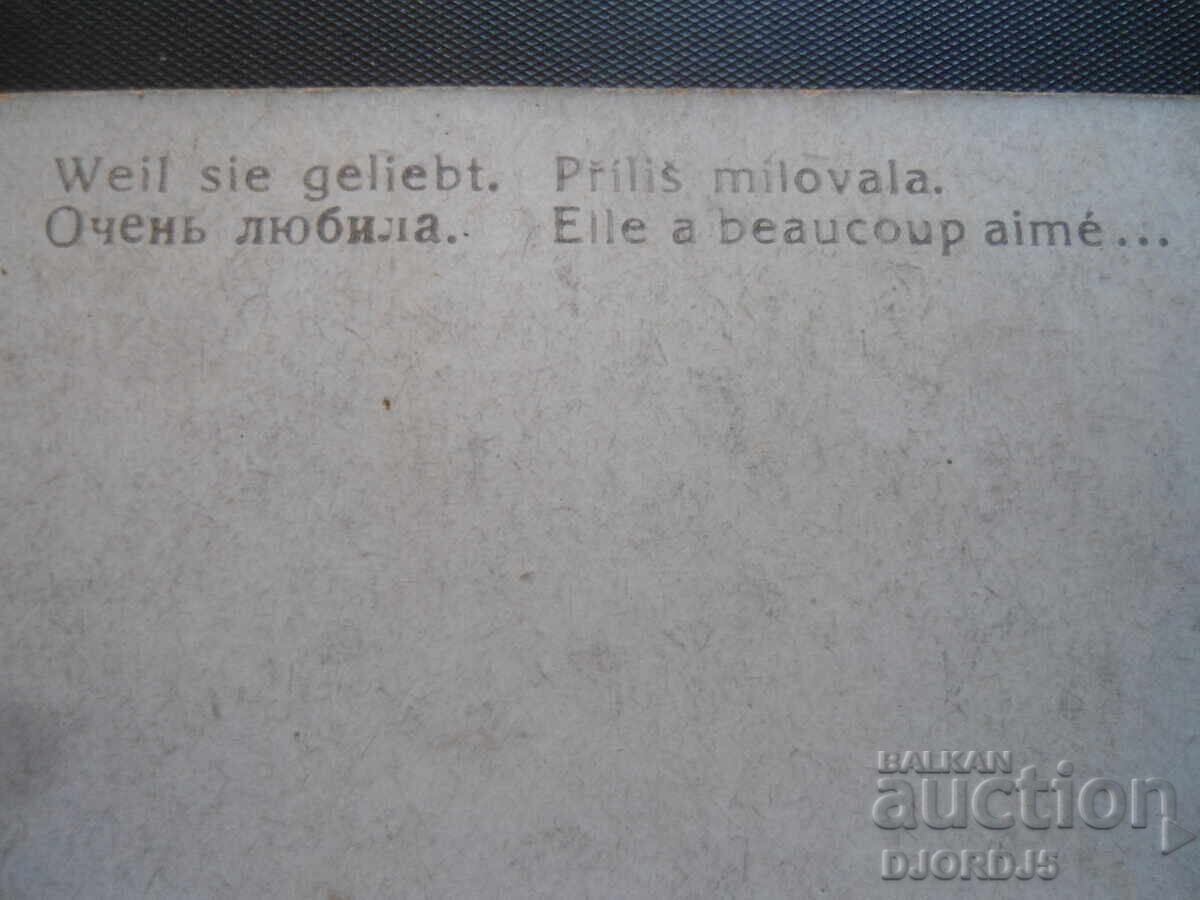 Weil sie geliebt. Příliš milovala.
Очень любила. Elle a beaucoup aimé...
BALKAN
auction
DJORDJ5